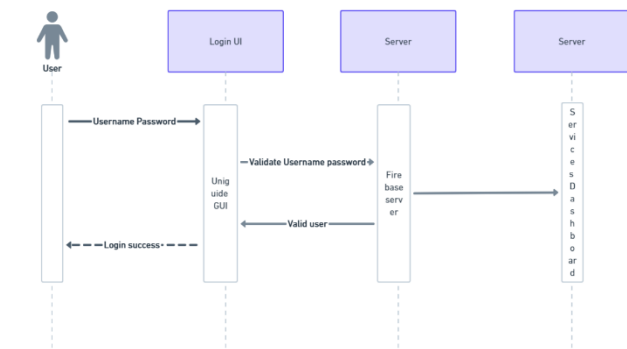 Login UI
Server
Server
User
Username Password
Validate Username password
Valid user
Login success
Unig
uide
GUI
Fire
base
serv
er
S
er
vi
c
e
s
D
a
s
h
b
o
ar
d